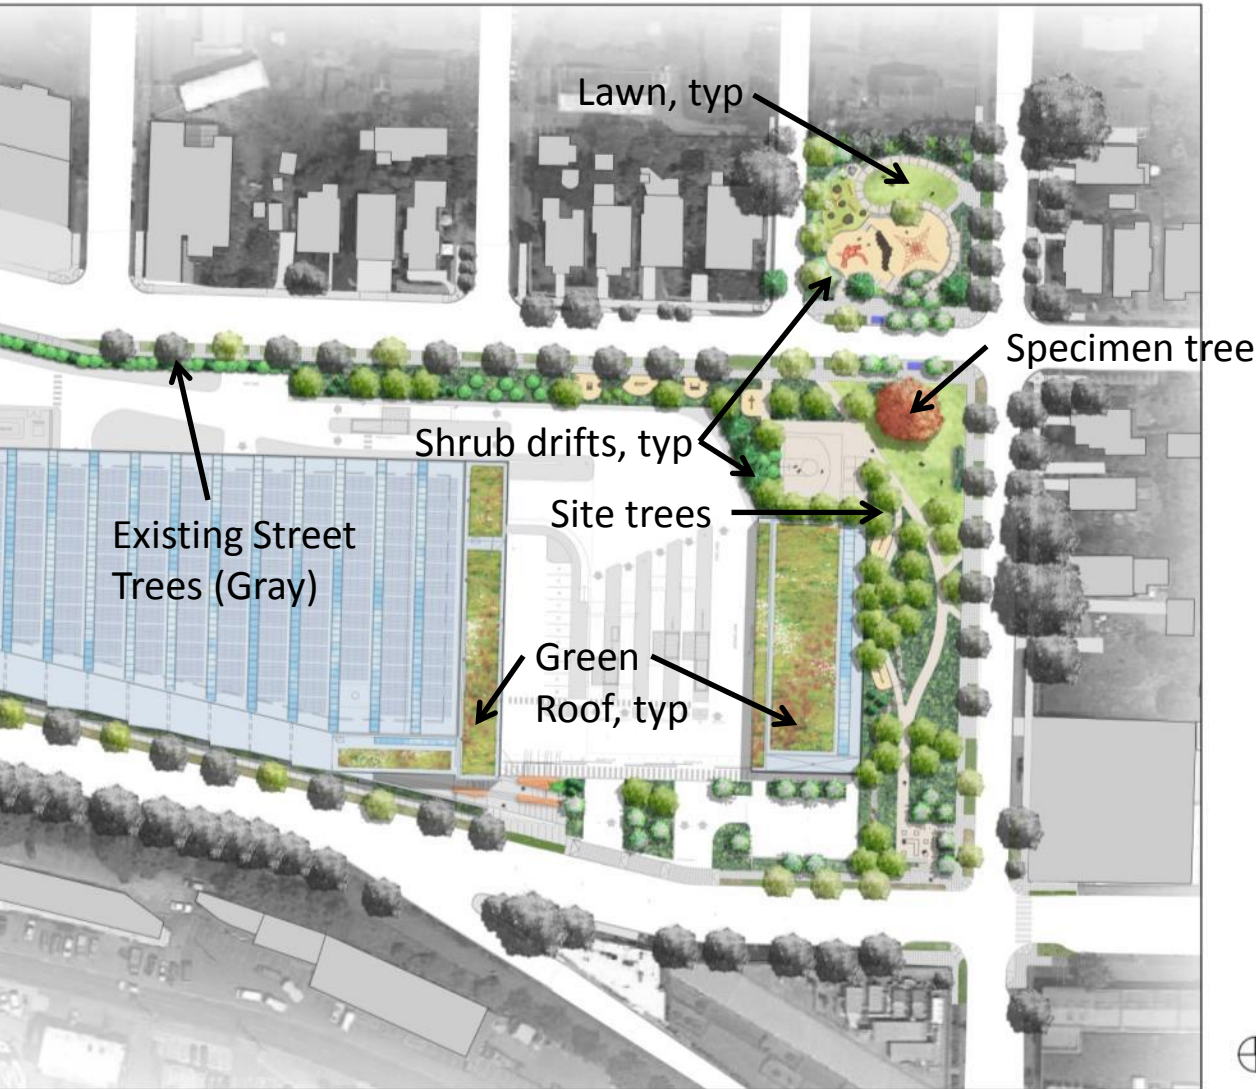 Lawn, typ
Specimen tree
Shrub drifts, typ
Site trees
Existing Street
Trees (Gray)
Green
Roof, typ